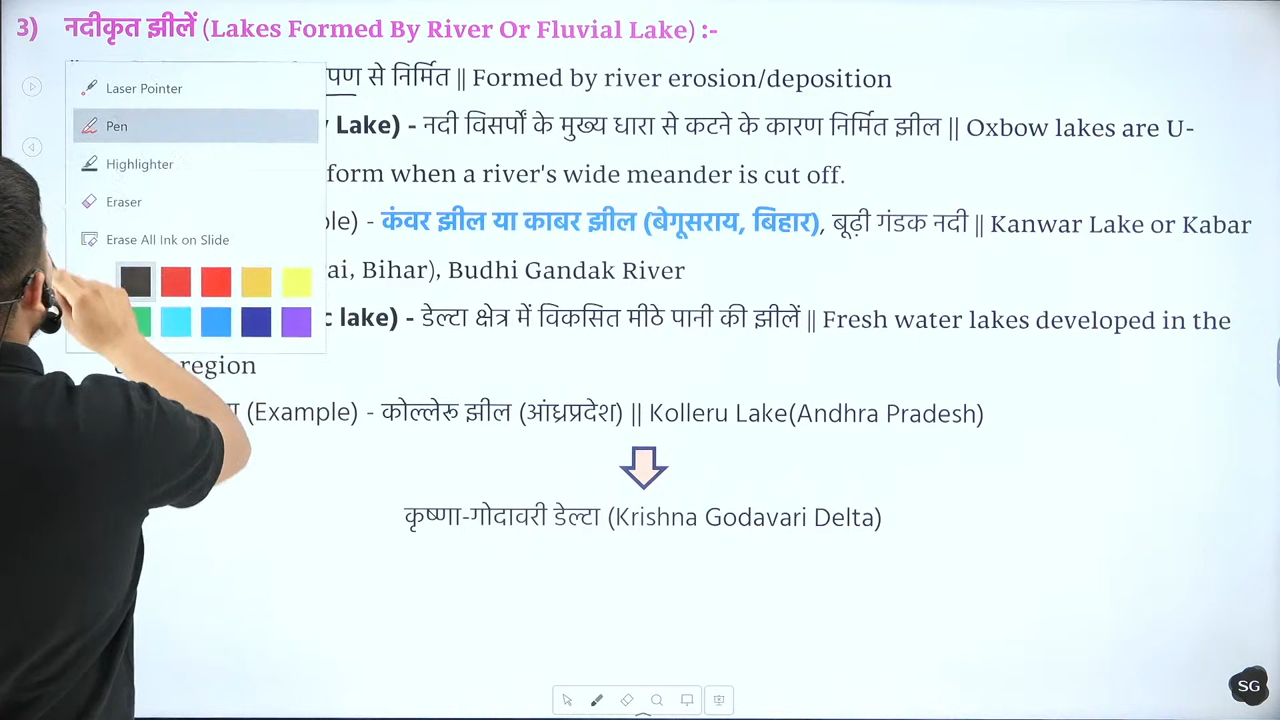 3) नदीकृत झीलें (Lakes Formed By River Or Fluvial Lake) :-
पण से निर्मित || Formed by river erosion/deposition
Laser Pointer
Pen
Lake) - नदी विसर्पों के मुख्य धारा से कटने के कारण निर्मित झील || Oxbow lakes are U-
Highlighter
form when a river's wide meander is cut off.
Eraser
- कंवर झील या काबर झील (बेगूसराय, बिहार), बूढ़ी गंडक नदी || Kanwar Lake or Kabar
Erase All Ink on Slide
Bihar), Budhi Gandak River
lake) - डेल्टा क्षेत्र में विकसित मीठे पानी की झीलें || Fresh water lakes developed in the
region
(Example) - कोल्लेरू झील (आंध्रप्रदेश) || Kolleru Lake(Andhra Pradesh)
कृष्णा-गोदावरी डेल्टा (Krishna Godavari Delta)
SG